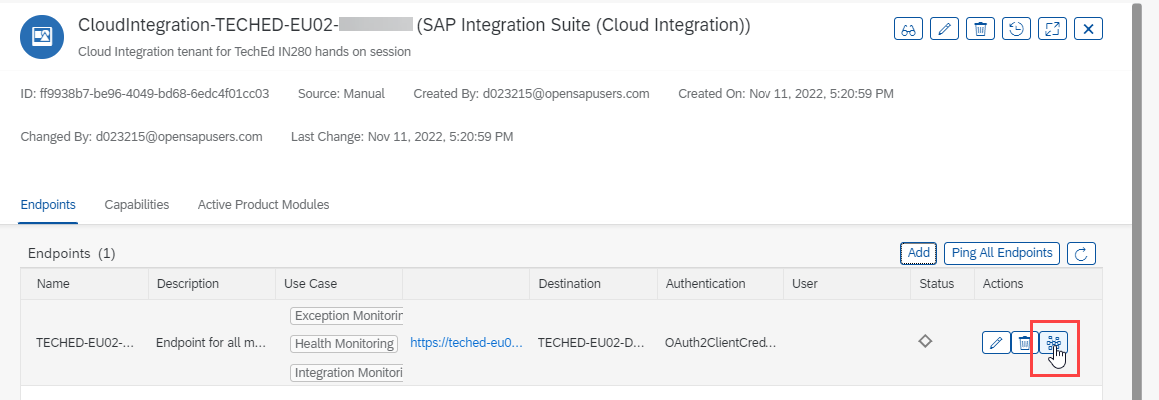 CloudIntegration-TECHED-EU02- (SAP Integration Suite (Cloud Integration))
Cloud Integration tenant for TechEd IN280 hands on session
ID: ff9938b7-be96-4049-bd68-6edc4f01cc03 Source: Manual Created By: d023215@opensapusers.com Created On: Nov 11, 2022, 5:20:59 PM
Changed By: d023215@opensapusers.com Last Change: Nov 11, 2022, 5:20:59 PM
Endpoints Capabilities Active Product Modules
Endpoints (1) Add Ping All Endpoints
Name Description Use Case Destination Authentication User Status Actions
Exception Monitorin
TECHED-EU02-... Endpoint for all m... Health Monitoring https://teched-eu0... TECHED-EU02-D... OAuth2ClientCred...
Integration Monitori